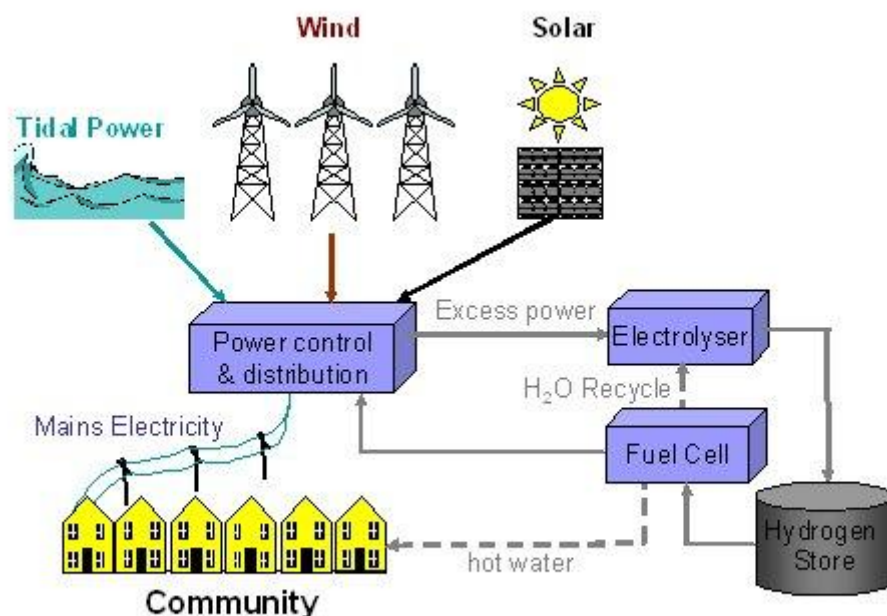 Wind
Solar
Tidal Power
Excess power
Electrolyser
Power control
& distribution
H₂O Recycle
Mains Electricity
Fuel Cell
Hydrogen
Store
hot water
Community